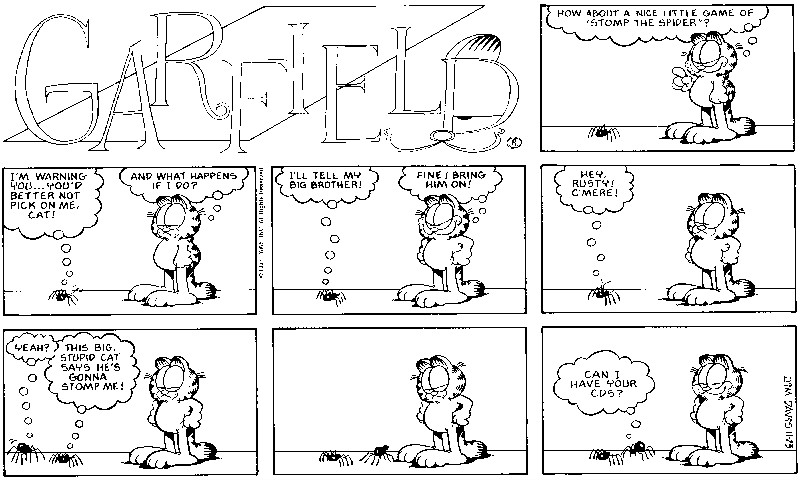 GARFIELD
®
HOW ABOUT A NICE LITTLE GAME OF
"STOMP THE SPIDER"?
I'M WARNING
YOU...YOU'D
BETTER NOT
PICK ON ME,
CAT!
AND WHAT HAPPENS
IF I DO?
I'LL TELL MY
BIG BROTHER!
FINE! BRING
HIM ON!
HEY,
RUSTY!
C'MERE!
YEAH?
THIS BIG,
STUPID CAT
SAYS HE'S
GONNA
STOMP ME!
CAN I
HAVE YOUR
CDS?
JIM DAVIS 11-23